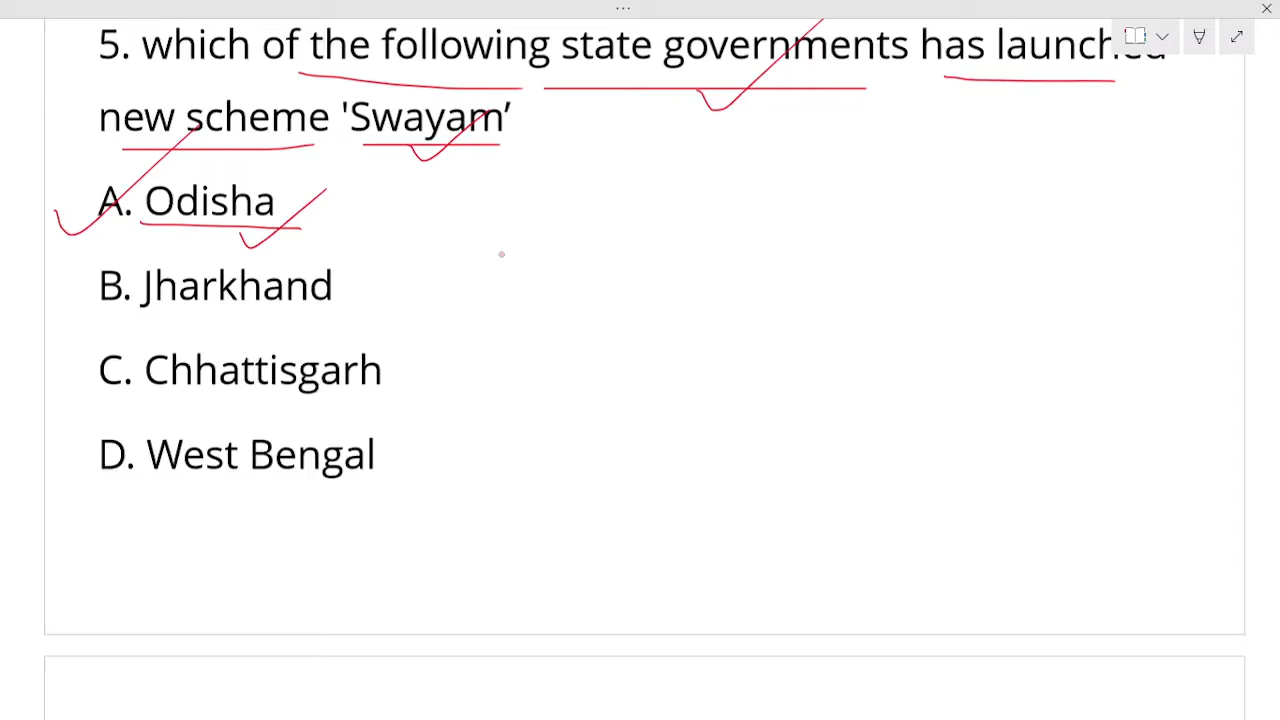 5. which of the following state governments has launched
new scheme 'Swayam’
A. Odisha
B. Jharkhand
C. Chhattisgarh
D. West Bengal